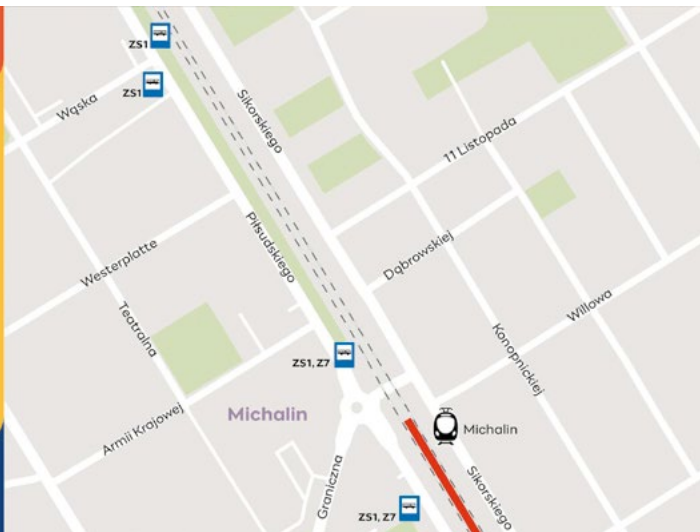 ZS1
ZS1
Wąska
Sikorskiego
11 Listopada
Westerplatte
Piłsudskiego
Dąbrowskiej
Teatralna
Willowa
Konopnickiej
ZS1, Z7
Armii Krajowej
Michalin
Michalin
Graniczna
Sikorskiego
ZS1, Z7